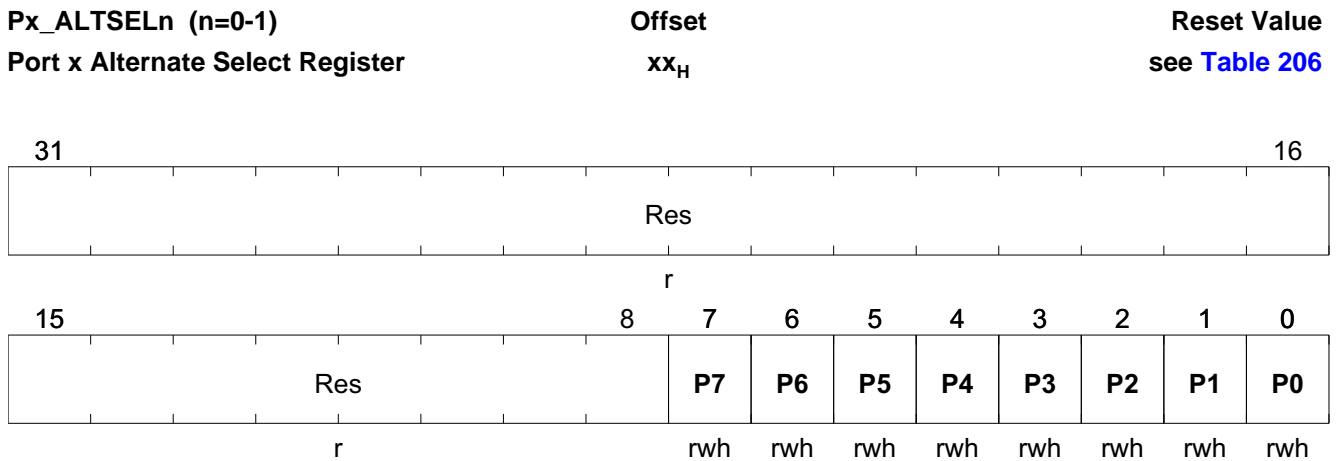 Px_ALTSELn (n=0-1) Offset Reset Value
Port x Alternate Select Register xxH see Table 206
31 16
Res
r
15 8 7 6 5 4 3 2 1 0
Res P7 P6 P5 P4 P3 P2 P1 P0
r rwh rwh rwh rwh rwh rwh rwh rwh